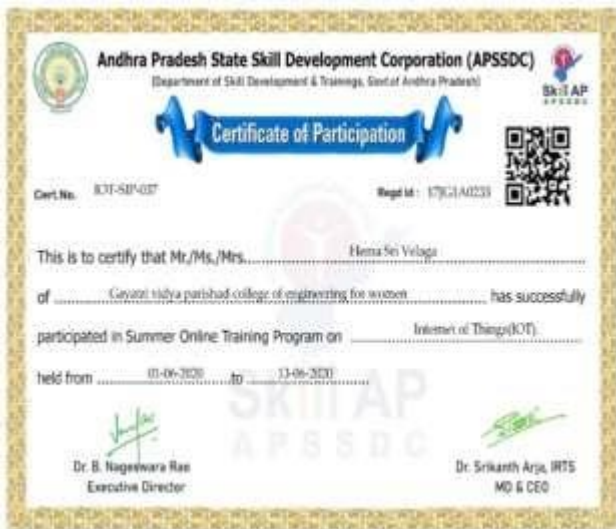 Andhra Pradesh State Skill Development Corporation (APSSDC)
(Department of Skill Development & Trainings, Govt.of Andhra Pradesh)
Skill AP
APSSDC
Certificate of Participation
Cert.No. IOT-SIP-037 Regd Id : 17JG1A0233
This is to certify that Mr./Ms./Mrs. Hema Sri Velaga
of Gayatri vidya parishad college of engineering for women has successfully
participated in Summer Online Training Program on Internet of Things(IOT).
held from 01-06-2020 to 13-06-2020
Skill AP
APSSDC
Dr. B. Nageswara Rao Dr. Srikanth Arja, IRTS
Executive Director MD & CEO